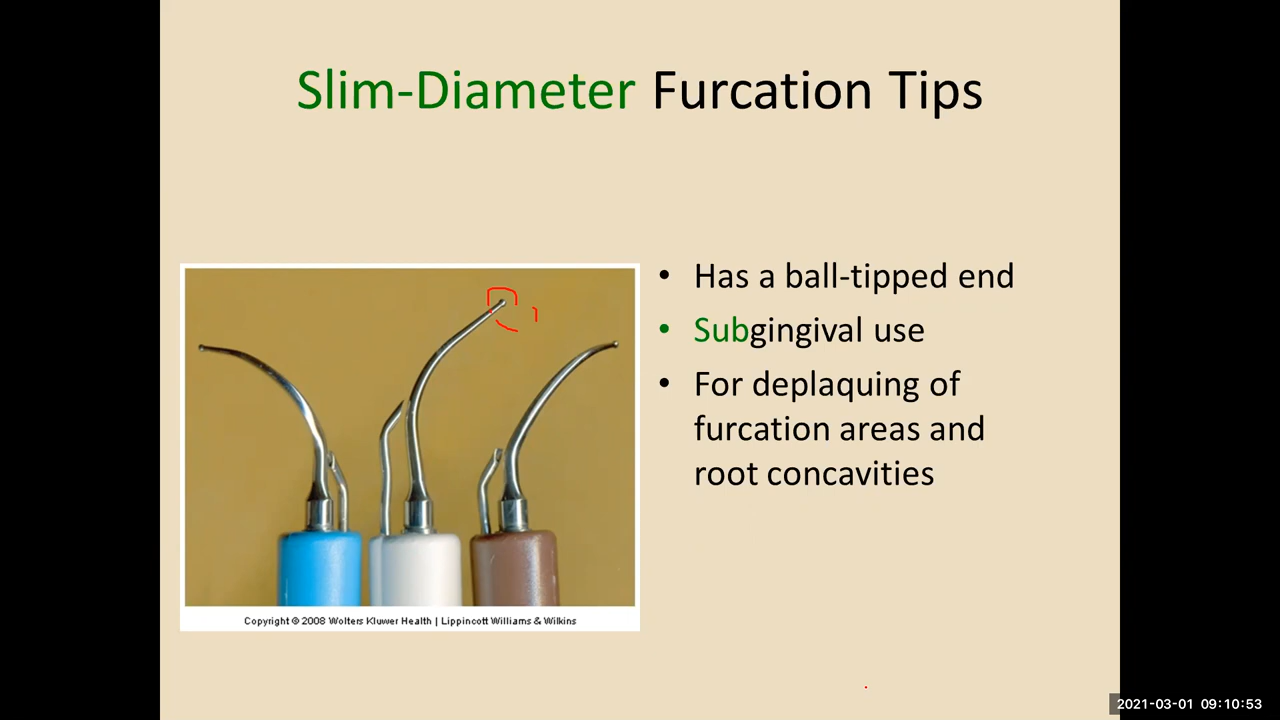 Slim-Diameter Furcation Tips
• Has a ball-tipped end
• Subgingival use
• For deplaquing of
furcation areas and
root concavities
Copyright © 2008 Wolters Kluwer Health | Lippincott Williams & Wilkins
2021-03-01 09:10:53